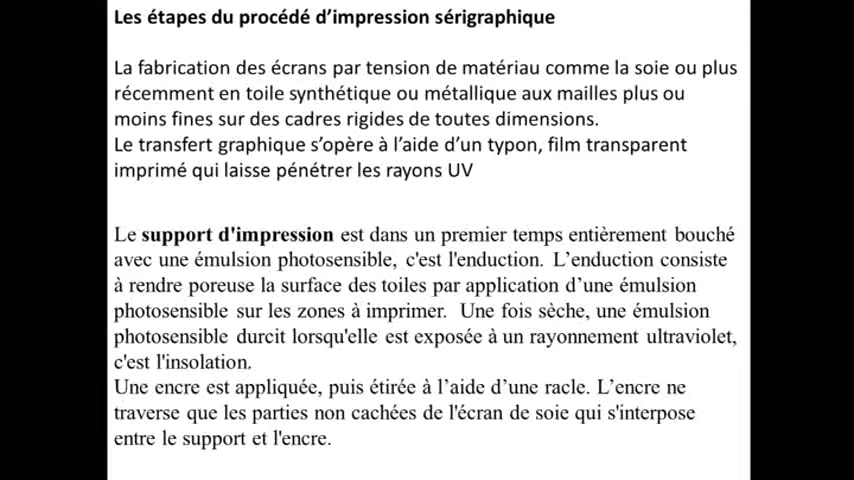 Les étapes du procédé d’impression sérigraphique
La fabrication des écrans par tension de matériau comme la soie ou plus
récemment en toile synthétique ou métallique aux mailles plus ou
moins fines sur des cadres rigides de toutes dimensions.
Le transfert graphique s’opère à l’aide d’un typon, film transparent
imprimé qui laisse pénétrer les rayons UV
Le support d'impression est dans un premier temps entièrement bouché
avec une émulsion photosensible, c'est l'enduction. L’enduction consiste
à rendre poreuse la surface des toiles par application d’une émulsion
photosensible sur les zones à imprimer. Une fois sèche, une émulsion
photosensible durcit lorsqu'elle est exposée à un rayonnement ultraviolet,
c'est l'insolation.
Une encre est appliquée, puis étirée à l’aide d’une racle. L’encre ne
traverse que les parties non cachées de l'écran de soie qui s'interpose
entre le support et l'encre.